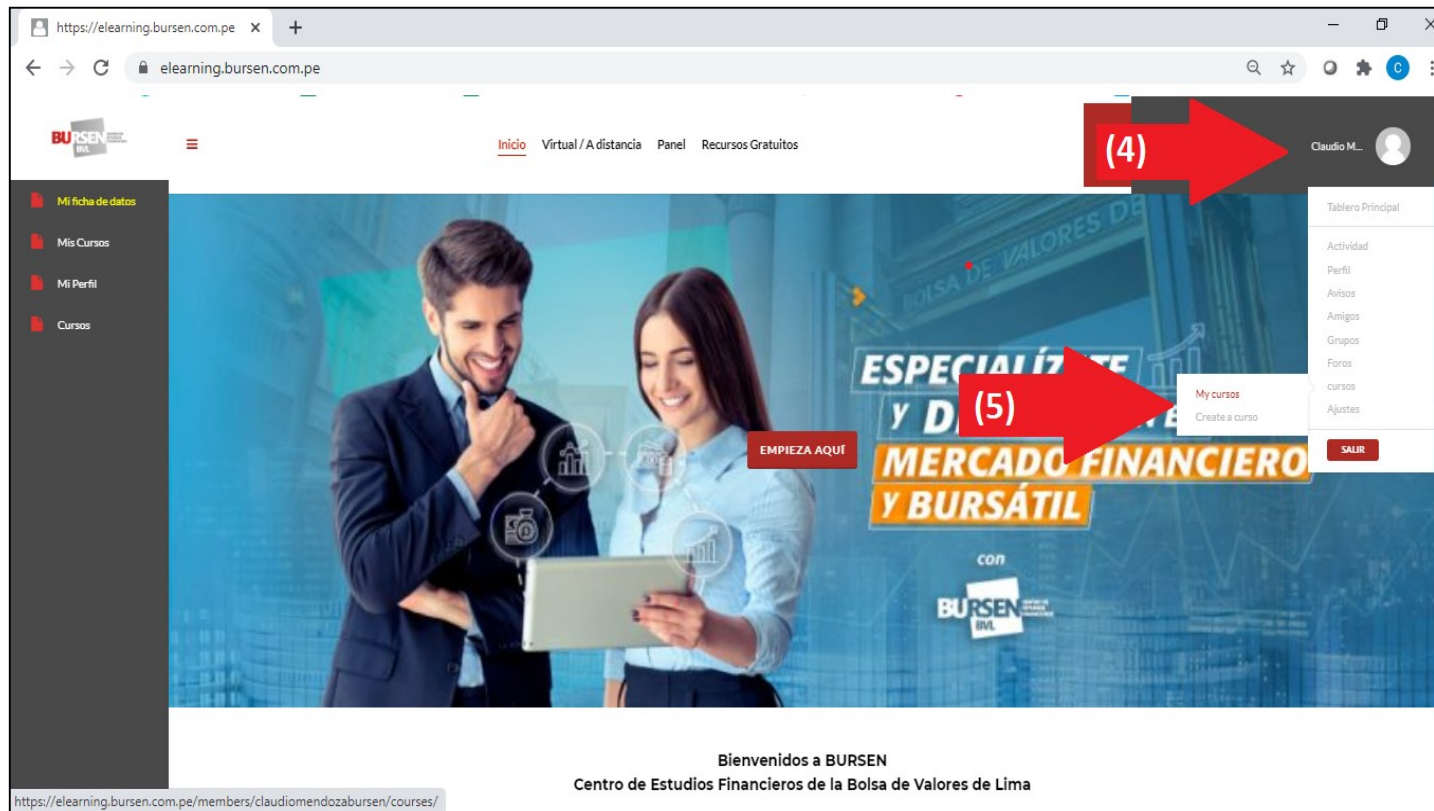 https://elearning.bursen.com.pe
elearning.bursen.com.pe
C
BURSEN
BVL
Inicio Virtual / A distancia Panel Recursos Gratuitos
(4)
Claudio M...
Mi ficha de datos
Mis Cursos
Mi Perfil
Cursos
Tablero Principal
Actividad
Perfil
Avisos
Amigos
Grupos
Foros
cursos
Ajustes
SALIR
BOLSA DE VALORES DE
(5)
My cursos
Create a curso
EMPIEZA AQUÍ
MERCADO FINANCIERO
Y BURSÁTIL
con
BURSEN
BVL
Bienvenidos a BURSEN
Centro de Estudios Financieros de la Bolsa de Valores de Lima
https://elearning.bursen.com.pe/members/claudiomendozabursen/courses/